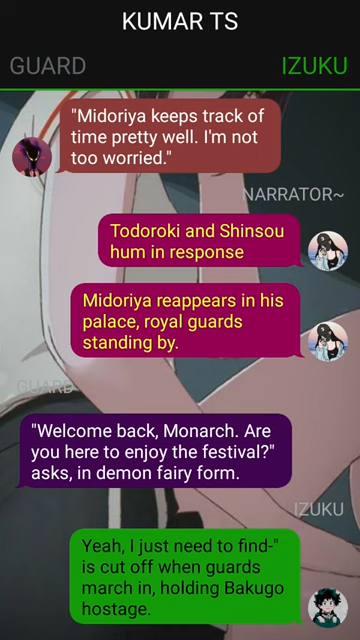 KUMAR TS
GUARD
IZUKU
"Midoriya keeps track of
time pretty well. I'm not
too worried."
NARRATOR~
Todoroki and Shinsou
hum in response
Midoriya reappears in his
palace, royal guards
standing by.
GUARD
"Welcome back, Monarch. Are
you here to enjoy the festival?"
asks, in demon fairy form.
IZUKU
Yeah, I just need to find-"
is cut off when guards
march in, holding Bakugo
hostage.